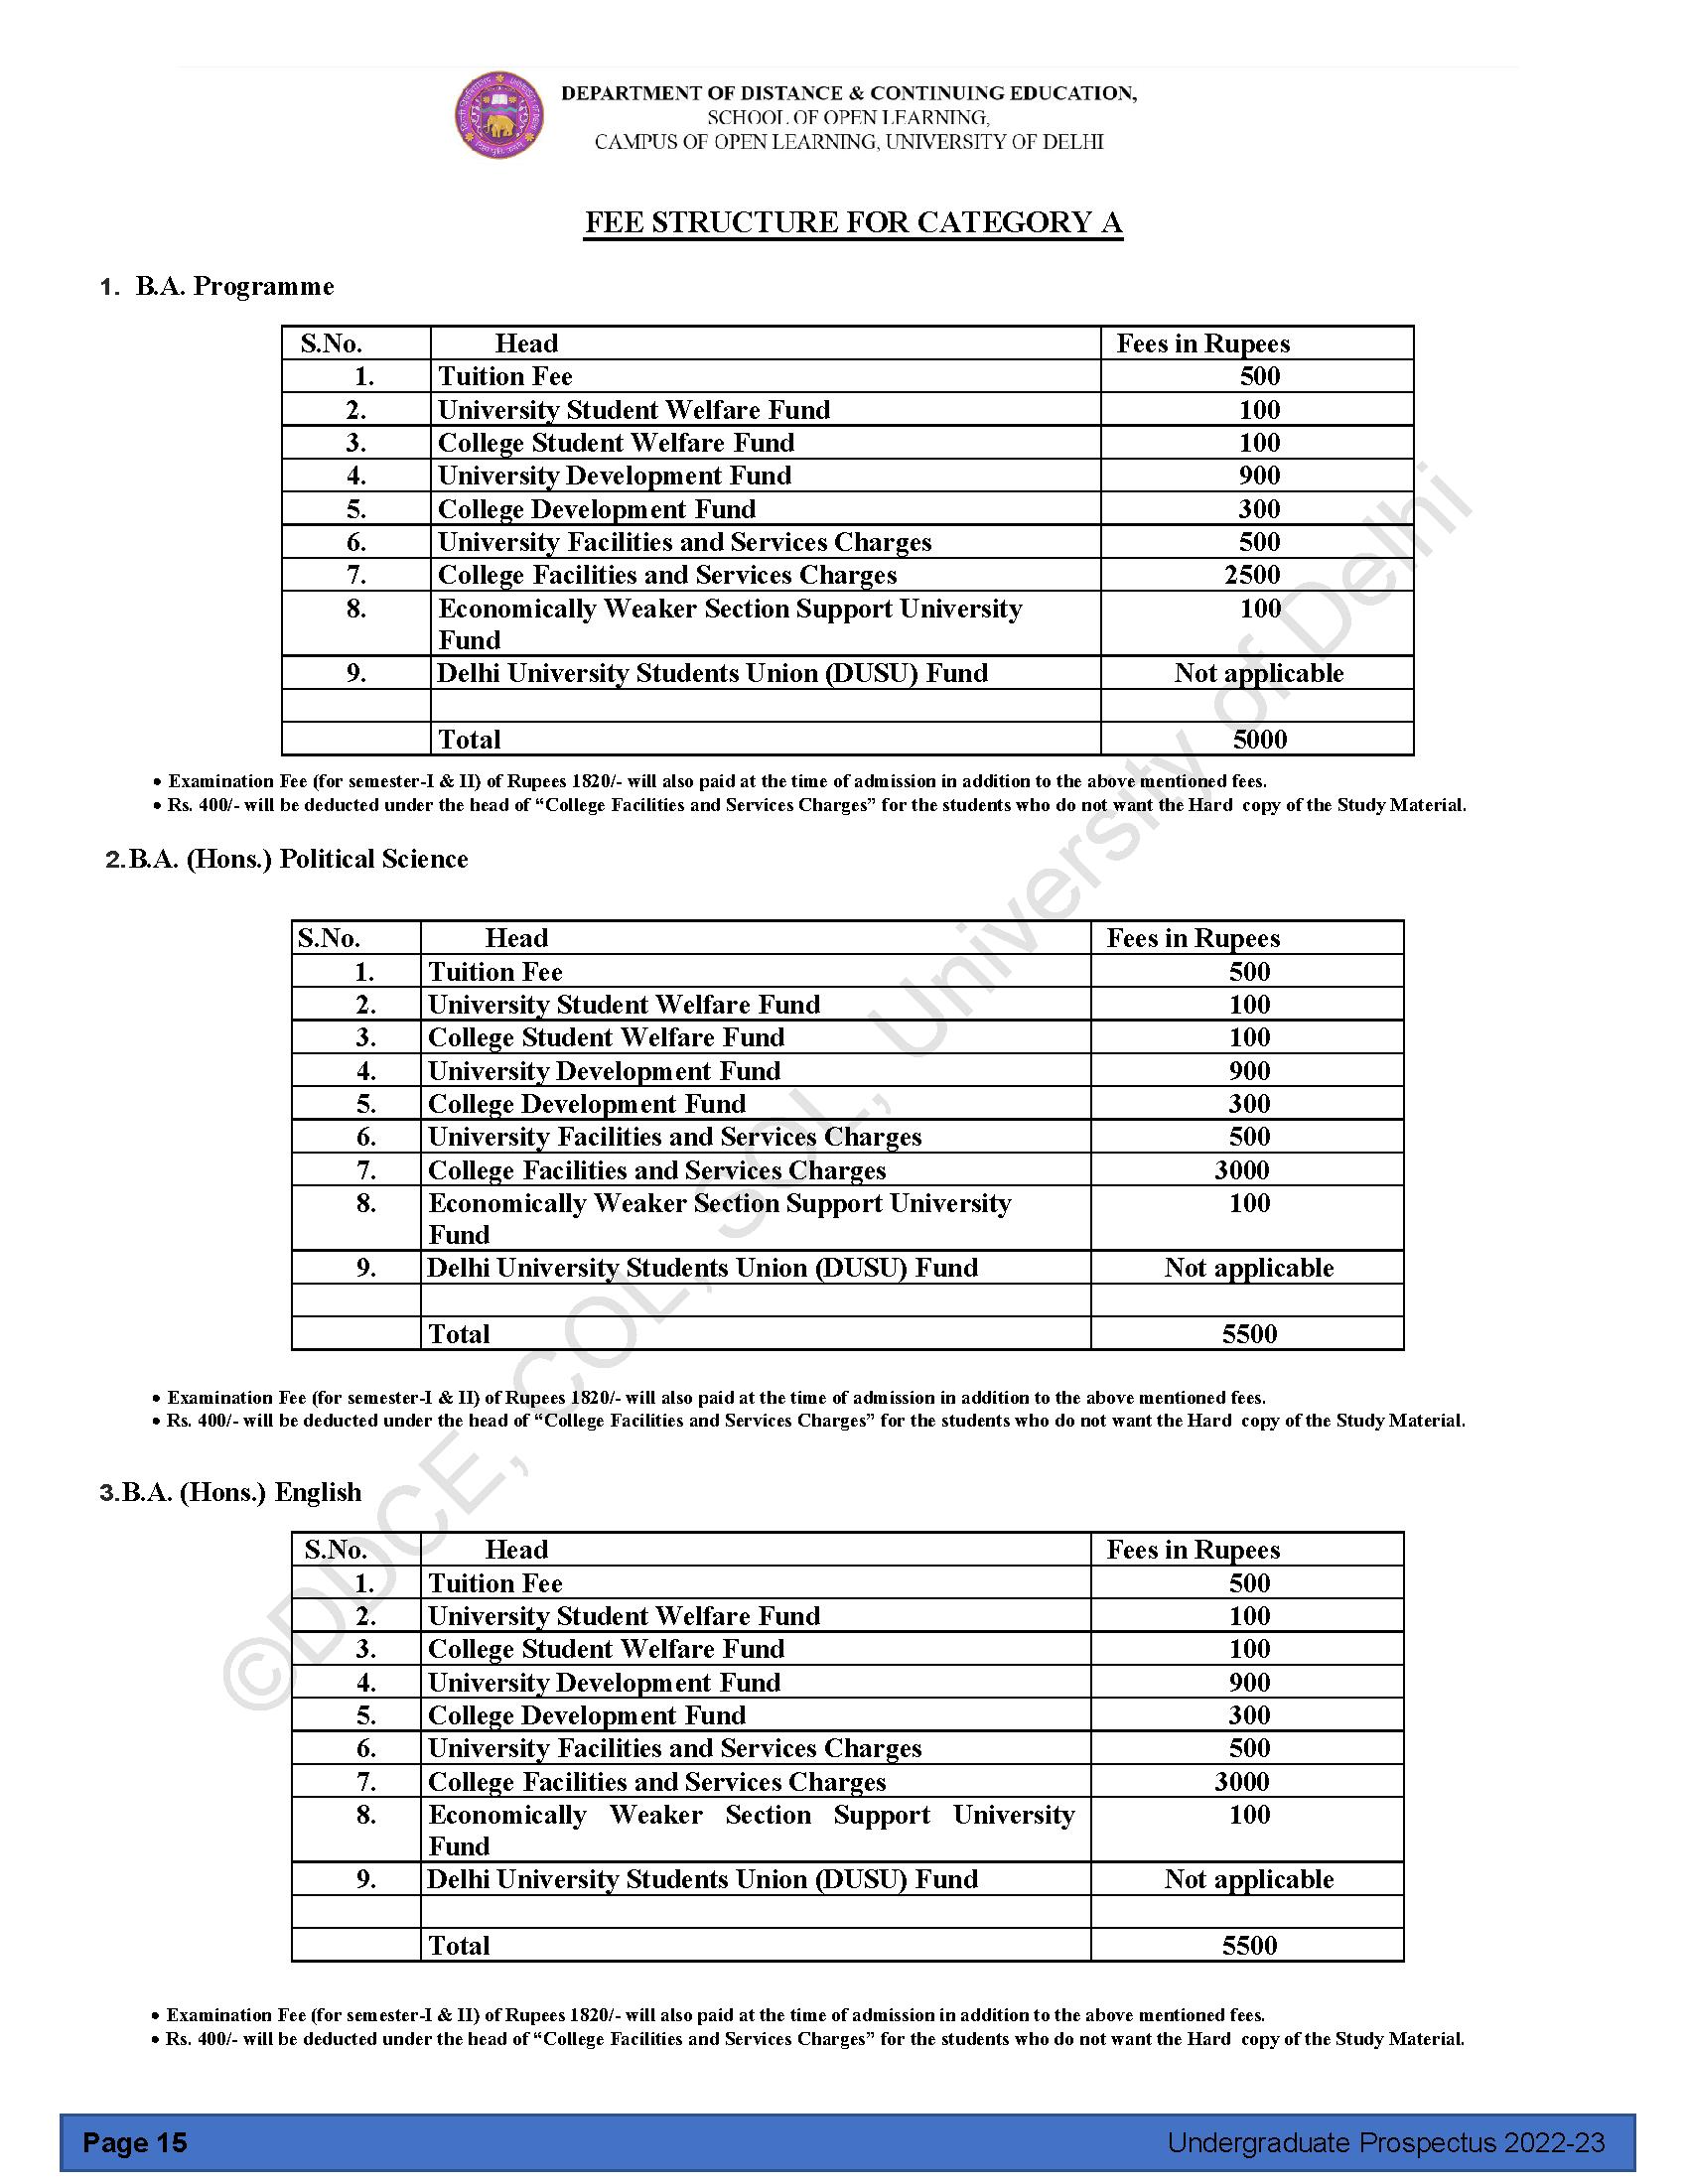 DEPARTMENT OF DISTANCE & CONTINUING EDUCATION,
SCHOOL OF OPEN LEARNING,
CAMPUS OF OPEN LEARNING, UNIVERSITY OF DELHI
FEE STRUCTURE FOR CATEGORY A
1. B.A. Programme
S.No. Head Fees in Rupees
1. Tuition Fee 500
2. University Student Welfare Fund 100
3. College Student Welfare Fund 100
4. University Development Fund 900
5. College Development Fund 300
6. University Facilities and Services Charges 500
7. College Facilities and Services Charges 2500
8. Economically Weaker Section Support University 100
Fund
9. Delhi University Students Union (DUSU) Fund Not applicable
Total 5000
• Examination Fee (for semester-I & II) of Rupees 1820/- will also paid at the time of admission in addition to the above mentioned fees.
• Rs. 400/- will be deducted under the head of “College Facilities and Services Charges” for the students who do not want the Hard copy of the Study Material.
2.B.A. (Hons.) Political Science
S.No. Head Fees in Rupees
1. Tuition Fee 500
2. University Student Welfare Fund 100
3. College Student Welfare Fund 100
4. University Development Fund 900
5. College Development Fund 300
6. University Facilities and Services Charges 500
7. College Facilities and Services Charges 3000
8. Economically Weaker Section Support University 100
Fund
9. Delhi University Students Union (DUSU) Fund Not applicable
Total 5500
• Examination Fee (for semester-I & II) of Rupees 1820/- will also paid at the time of admission in addition to the above mentioned fees.
• Rs. 400/- will be deducted under the head of “College Facilities and Services Charges” for the students who do not want the Hard copy of the Study Material.
3.B.A. (Hons.) English
S.No. Head Fees in Rupees
1. Tuition Fee 500
2. University Student Welfare Fund 100
3. College Student Welfare Fund 100
4. University Development Fund 900
5. College Development Fund 300
6. University Facilities and Services Charges 500
7. College Facilities and Services Charges 3000
8. Economically Weaker Section Support University 100
Fund
9. Delhi University Students Union (DUSU) Fund Not applicable
Total 5500
• Examination Fee (for semester-I & II) of Rupees 1820/- will also paid at the time of admission in addition to the above mentioned fees.
• Rs. 400/- will be deducted under the head of “College Facilities and Services Charges” for the students who do not want the Hard copy of the Study Material.
©DDCE, COL, SOL, University of Delhi
Page 15 Undergraduate Prospectus 2022-23